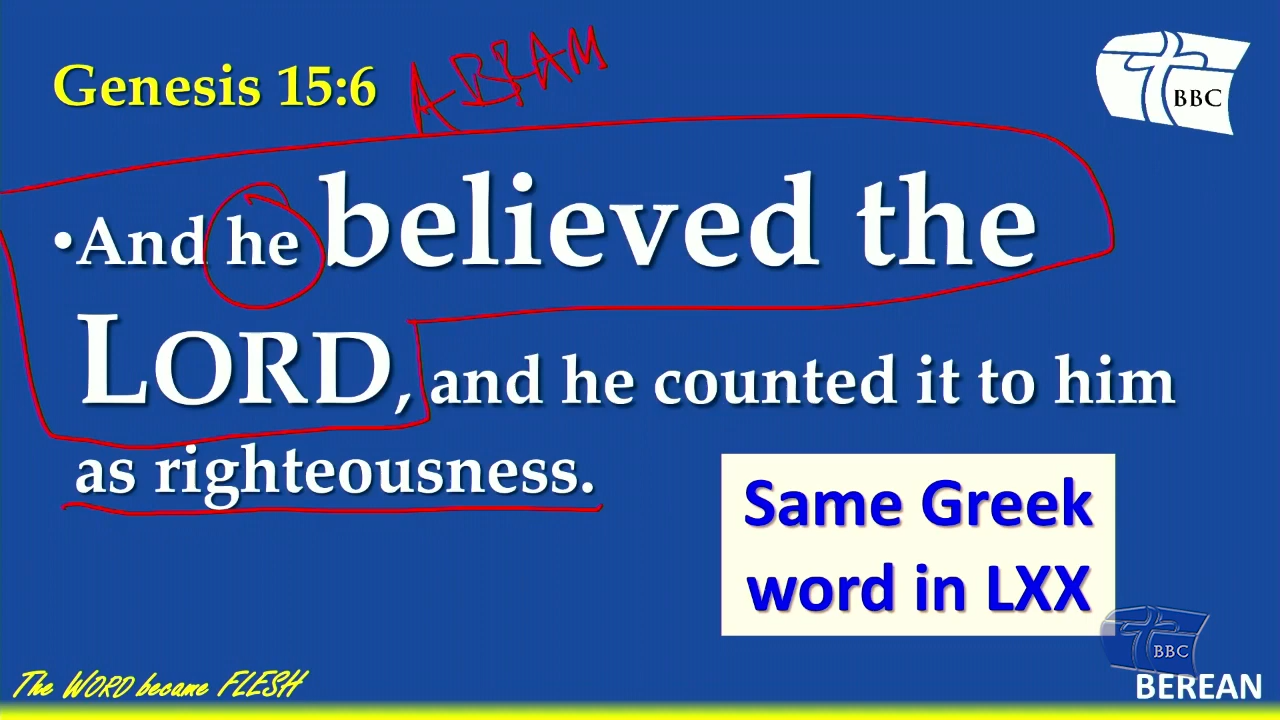 Genesis 15:6 ABRAM
BBC
•And he believed the
LORD, and he counted it to him
as righteousness.
Same Greek
word in LXX
BBC
The WORD became FLESH
BEREAN